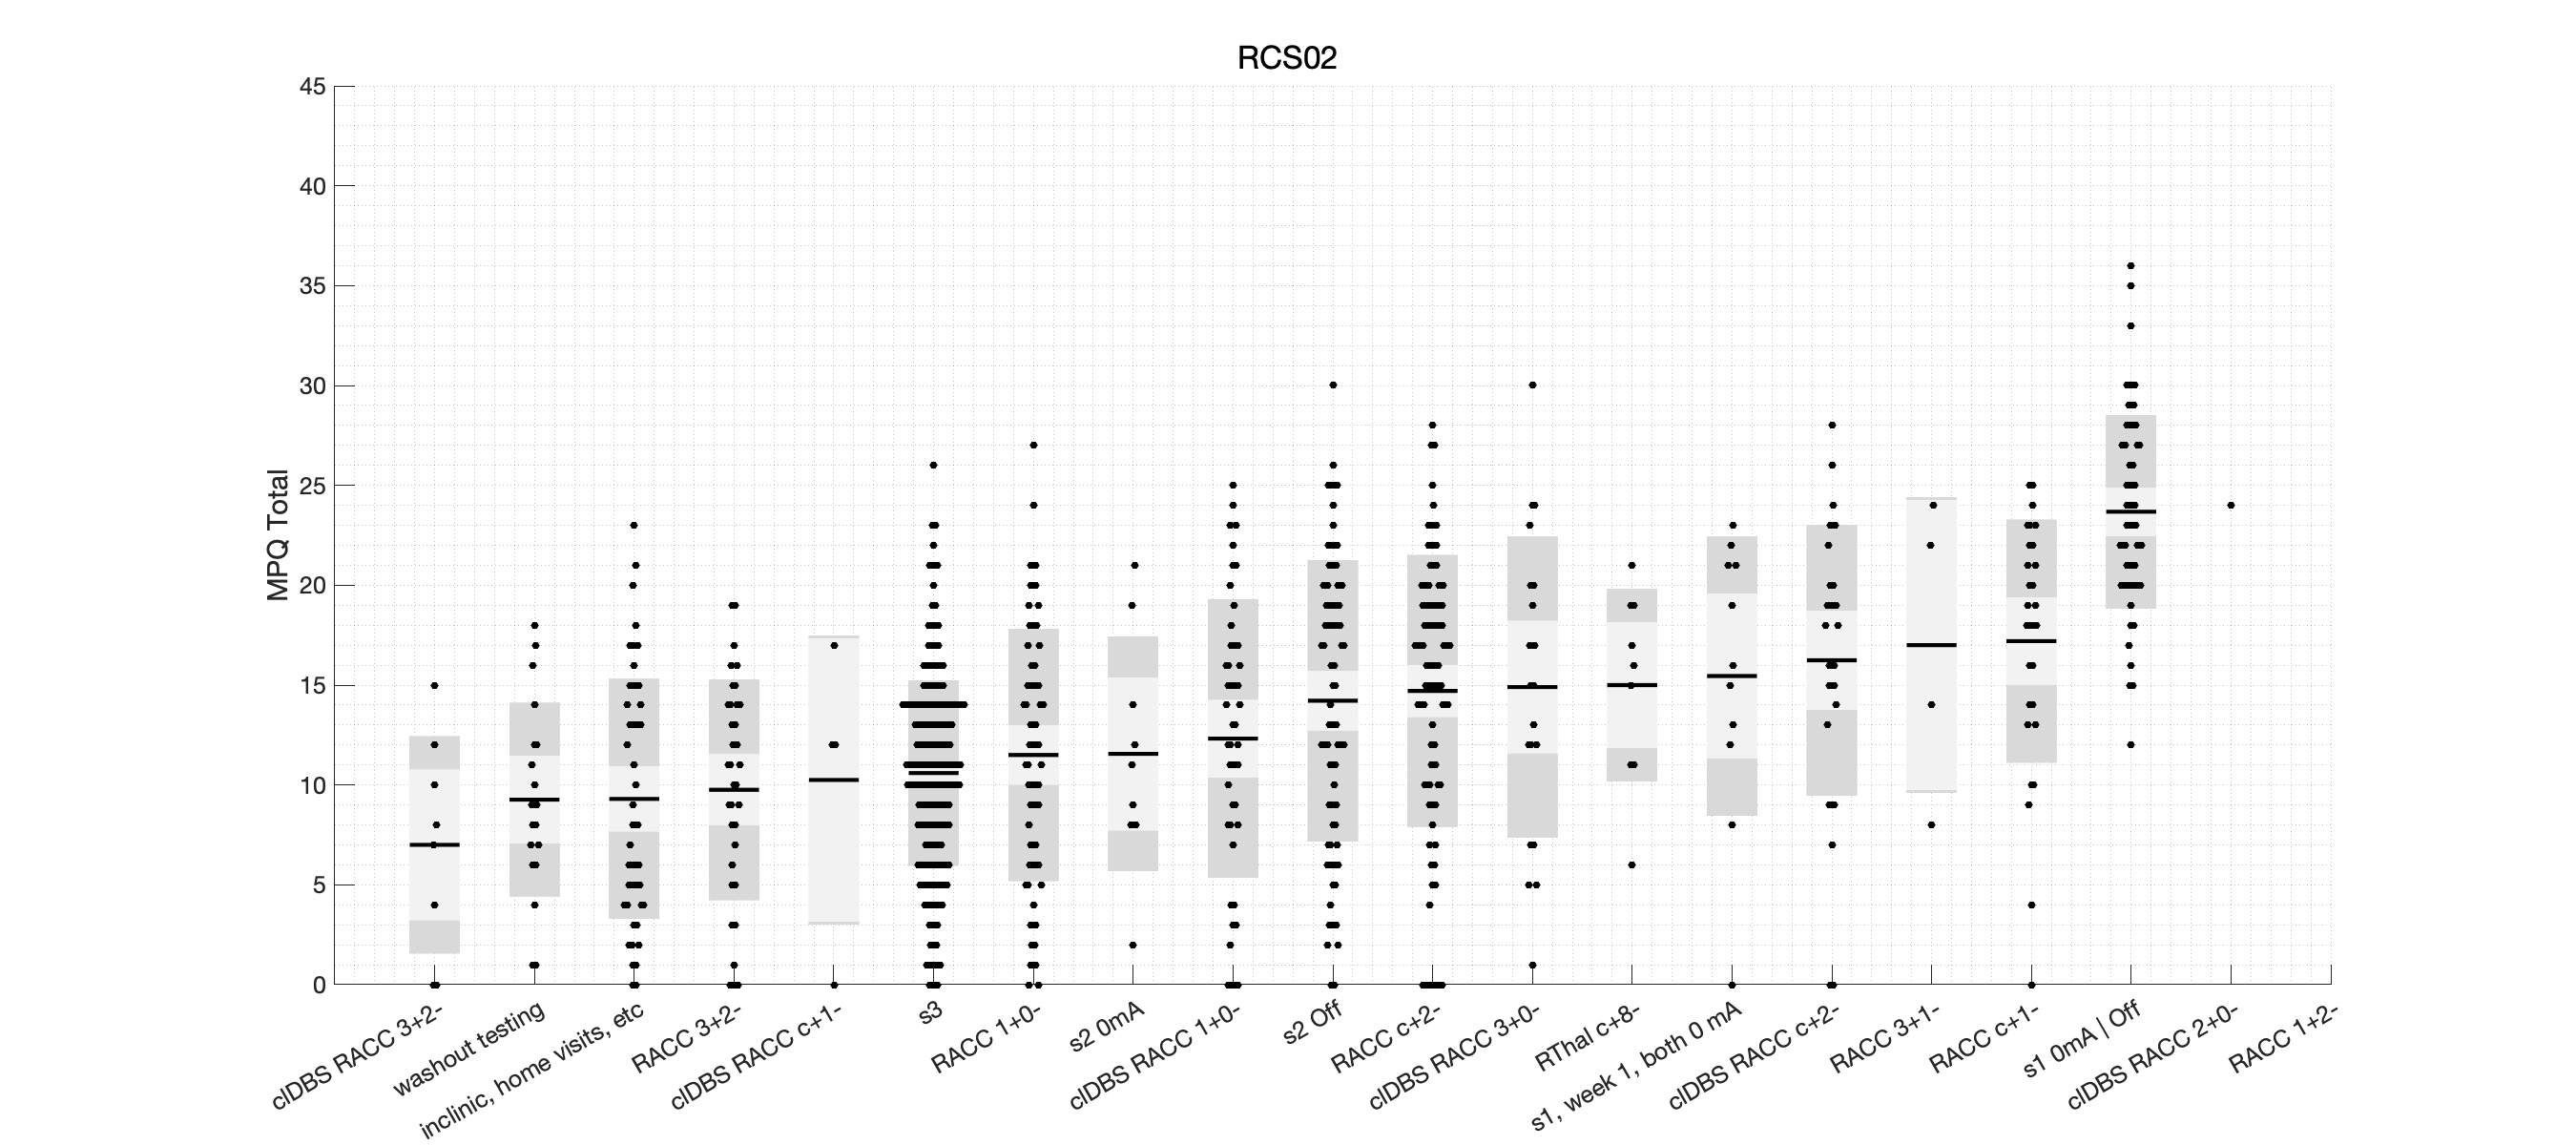 RCS02
MPQ Total
45
40
35
30
25
20
15
10
5
0
clDBS RACC 3+2-
washout testing
inclinic, home visits, etc
RACC 3+2-
clDBS RACC c+1-
s3
RACC 1+0-
s2 0mA
clDBS RACC 1+0-
s2 Off
RACC c+2-
clDBS RACC 3+0-
RThal c+8-
s1, week 1, both 0 mA
clDBS RACC c+2-
RACC 3+1-
RACC c+1-
s1 0mA | Off
clDBS RACC 2+0-
RACC 1+2-